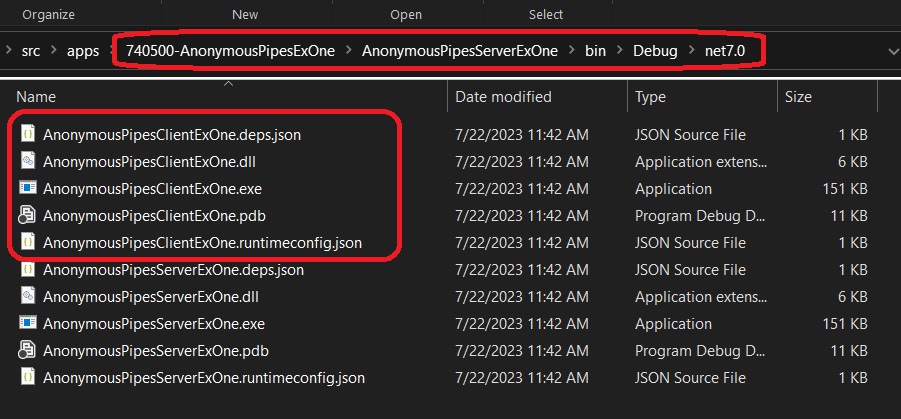 Organize New Open Select
src apps 740500-AnonymousPipesExOne AnonymousPipesServerExOne bin Debug net7.0
Name Date modified Type Size
AnonymousPipesClientExOne.deps.json 7/22/2023 11:42 AM JSON Source File 1 KB
AnonymousPipesClientExOne.dll 7/22/2023 11:42 AM Application extens... 6 KB
AnonymousPipesClientExOne.exe 7/22/2023 11:42 AM Application 151 KB
AnonymousPipesClientExOne.pdb 7/22/2023 11:42 AM Program Debug D... 11 KB
AnonymousPipesClientExOne.runtimeconfig.json 7/22/2023 11:42 AM JSON Source File 1 KB
AnonymousPipesServerExOne.deps.json 7/22/2023 11:42 AM JSON Source File 1 KB
AnonymousPipesServerExOne.dll 7/22/2023 11:42 AM Application extens... 6 KB
AnonymousPipesServerExOne.exe 7/22/2023 11:42 AM Application 151 KB
AnonymousPipesServerExOne.pdb 7/22/2023 11:42 AM Program Debug D... 11 KB
AnonymousPipesServerExOne.runtimeconfig.json 7/22/2023 11:42 AM JSON Source File 1 KB